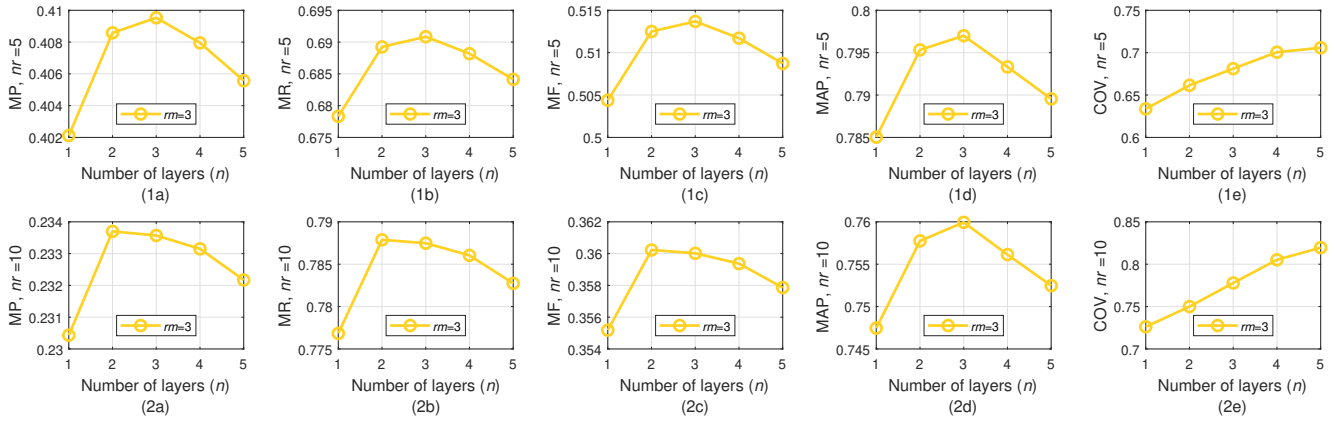 MP, nr=5
0.41
0.408
0.406
0.404
0.402
rm=3
1 2 3 4 5
Number of layers (n)
(1a)
MR, nr=5
0.695
0.69
0.685
0.68
0.675
rm=3
1 2 3 4 5
Number of layers (n)
(1b)
MF, nr=5
0.515
0.51
0.505
0.5
rm=3
1 2 3 4 5
Number of layers (n)
(1c)
MAP, nr=5
0.8
0.795
0.79
0.785
rm=3
1 2 3 4 5
Number of layers (n)
(1d)
COV, nr=5
0.75
0.7
0.65
0.6
rm=3
1 2 3 4 5
Number of layers (n)
(1e)
MP, nr=10
0.234
0.233
0.232
0.231
0.23
rm=3
1 2 3 4 5
Number of layers (n)
(2a)
MR, nr=10
0.79
0.785
0.78
0.775
rm=3
1 2 3 4 5
Number of layers (n)
(2b)
MF, nr=10
0.362
0.36
0.358
0.356
0.354
rm=3
1 2 3 4 5
Number of layers (n)
(2c)
MAP, nr=10
0.76
0.755
0.75
0.745
rm=3
1 2 3 4 5
Number of layers (n)
(2d)
COV, nr=10
0.85
0.8
0.75
0.7
rm=3
1 2 3 4 5
Number of layers (n)
(2e)